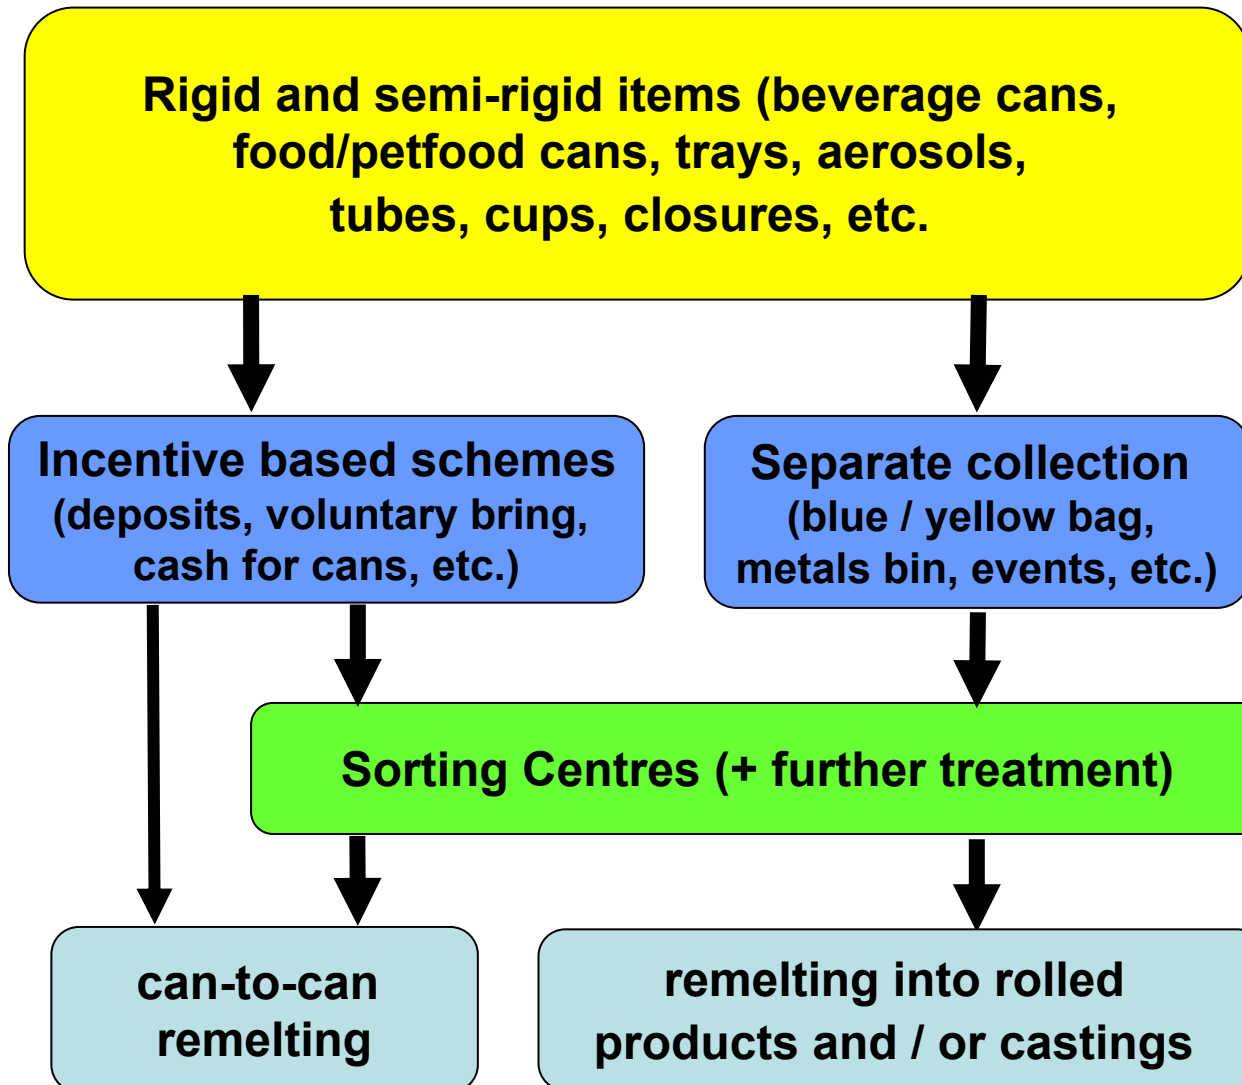 Rigid and semi-rigid items (beverage cans,
food/petfood cans, trays, aerosols,
tubes, cups, closures, etc.
Incentive based schemes
(deposits, voluntary bring,
cash for cans, etc.)
Separate collection
(blue / yellow bag,
metals bin, events, etc.)
Sorting Centres (+ further treatment)
can-to-can
remelting
remelting into rolled
products and / or castings